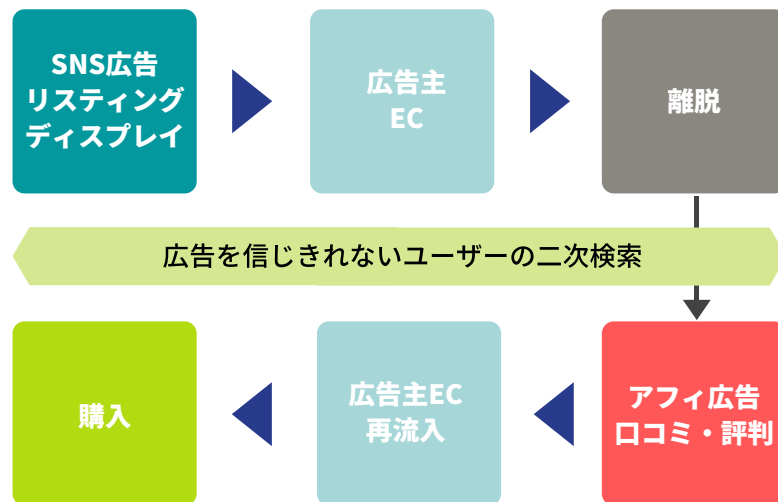 SNS広告
リスティング
ディスプレイ
広告主
EC
離脱
広告を信じきれないユーザーの二次検索
購入
広告主EC
再流入
アフィ広告
口コミ・評判